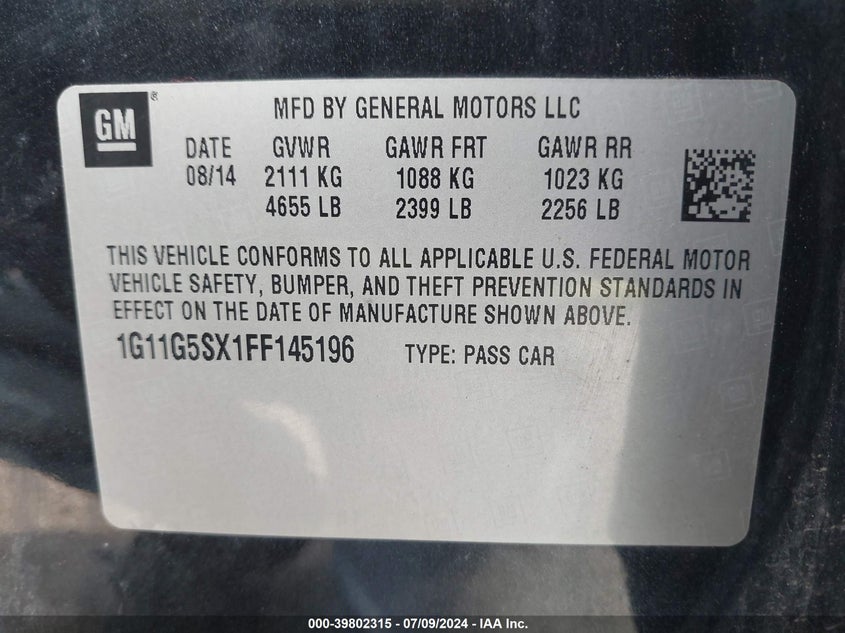 GM ®
MFD BY GENERAL MOTORS LLC
DATE GVWR GAWR FRT GAWR RR
08/14 2111 KG 1088 KG 1023 KG
4655 LB 2399 LB 2256 LB
THIS VEHICLE CONFORMS TO ALL APPLICABLE U.S. FEDERAL MOTOR
VEHICLE SAFETY, BUMPER, AND THEFT PREVENTION STANDARDS IN
EFFECT ON THE DATE OF MANUFACTURE SHOWN ABOVE.
1G11G5SX1FF145196 TYPE: PASS CAR
000-39802315 / 07/09/2024 - IAA Inc.